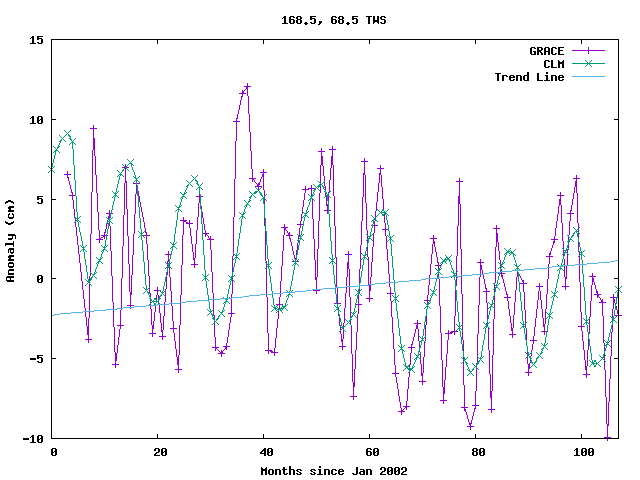 168.5, 68.5 TWS
GRACE
CLM
Trend Line
15
10
5
0
-5
-10
Anomaly (cm)
0 20 40 60 80 100
Months since Jan 2002